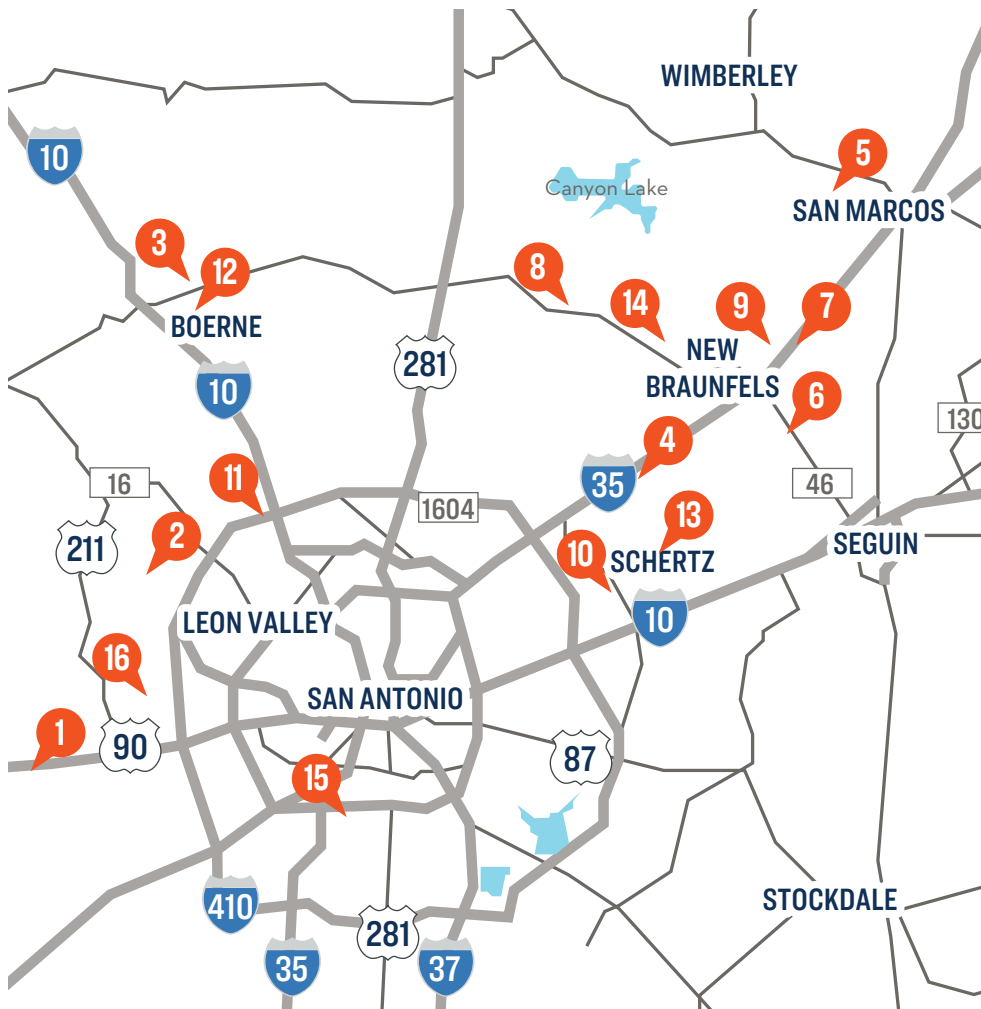 WIMBERLEY
10
5
Canyon Lake
SAN MARCOS
3
12
8
14
9
7
BOERNE
NEW
BRAUNFELS
281
10
6
130
4
11
16
35
46
1604
2
211
13
10
SCHERTZ
SEGUIN
LEON VALLEY
10
16
SAN ANTONIO
1
90
87
15
410
STOCKDALE
281
35
37